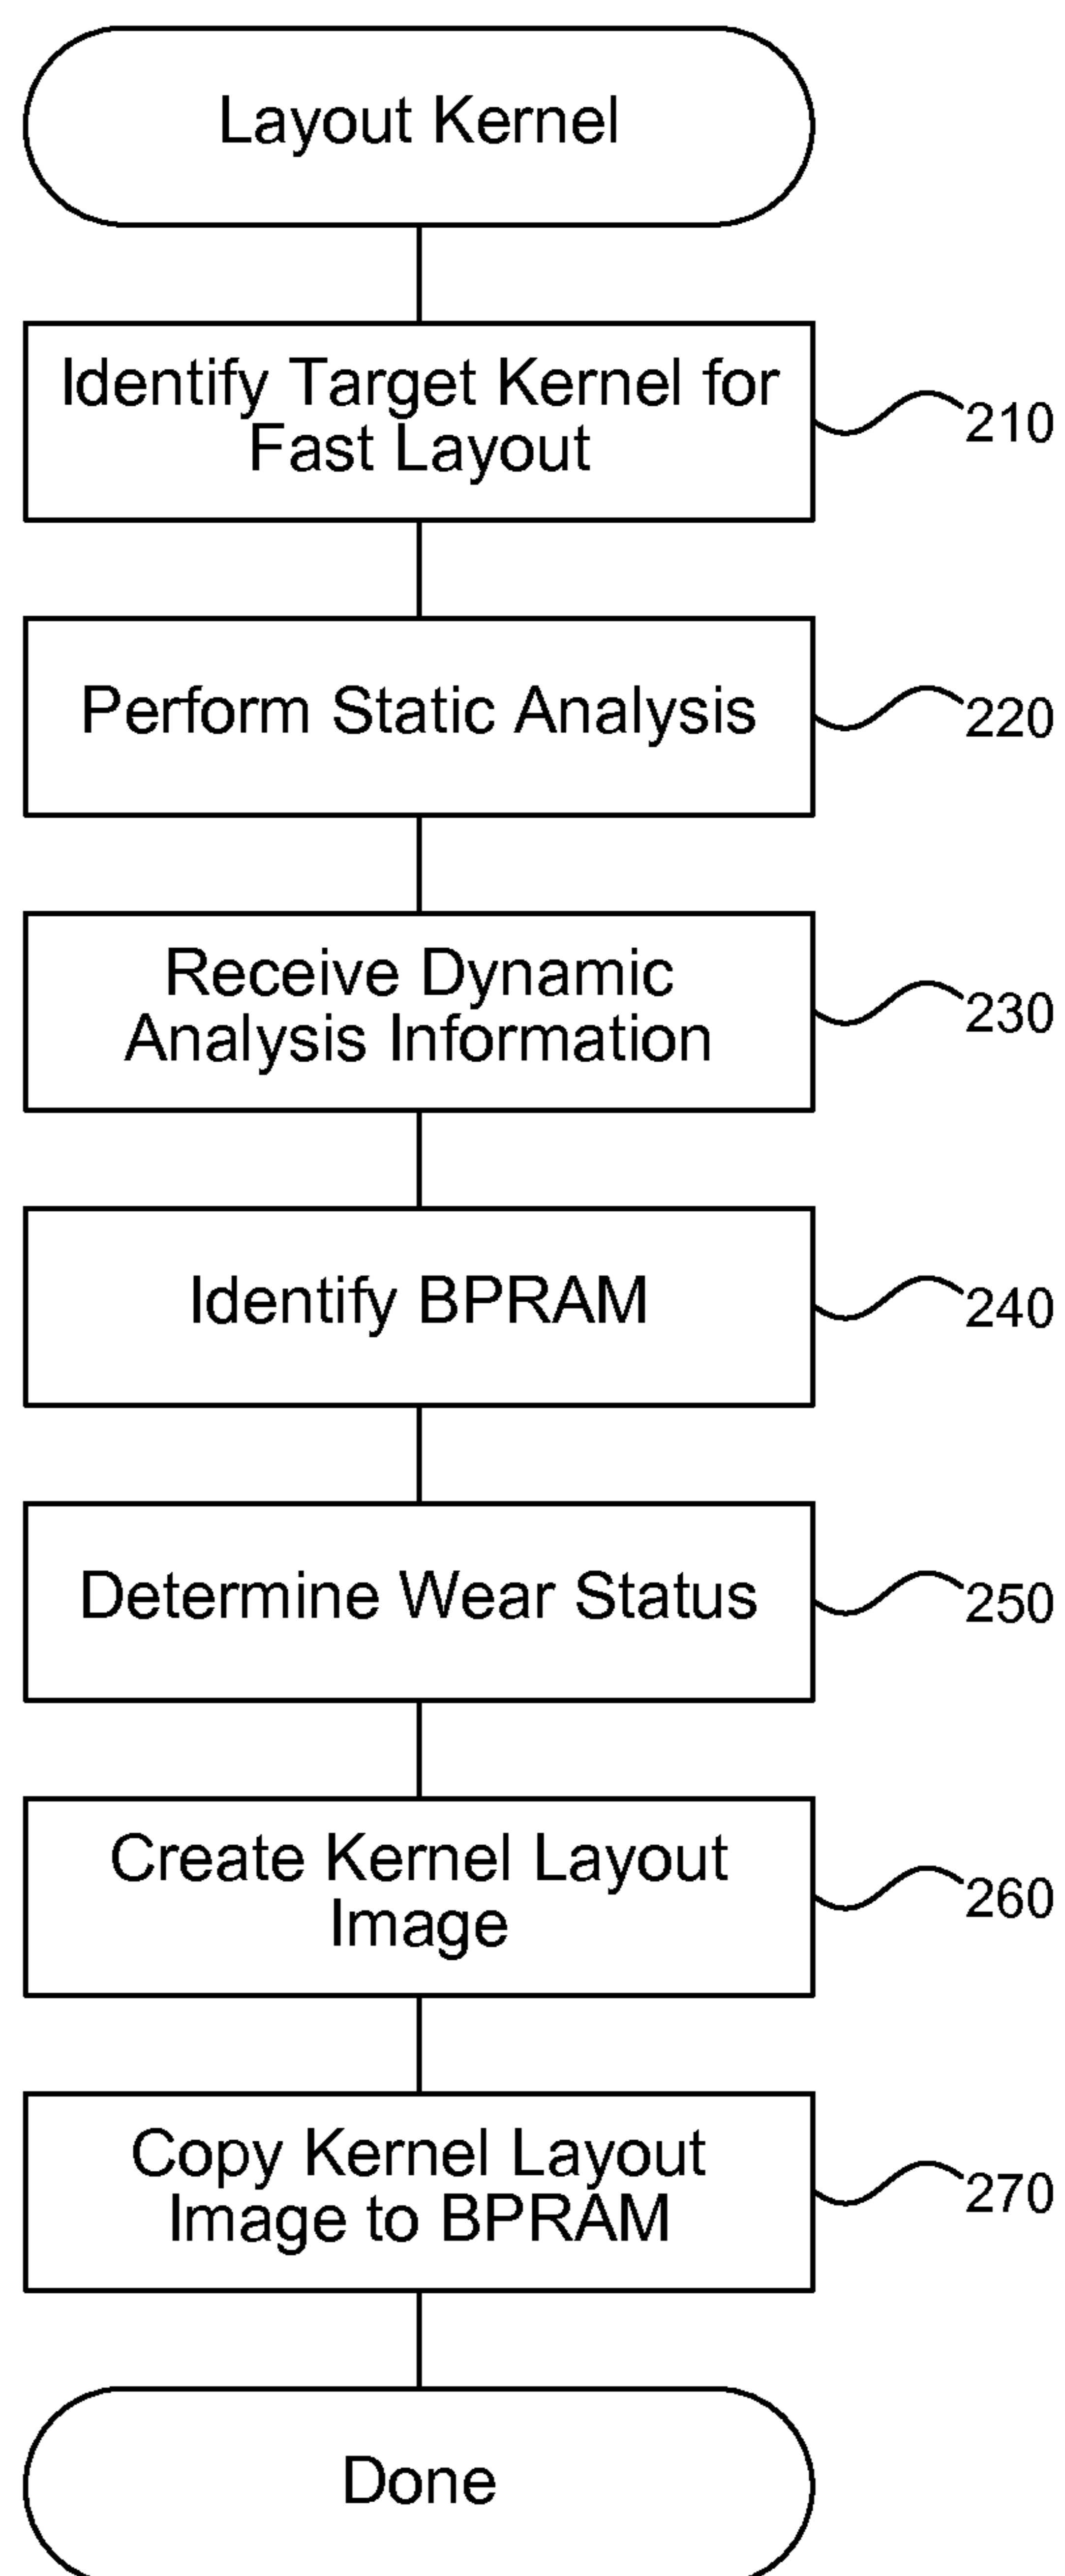 Layout Kernel
Identify Target Kernel for
Fast Layout
210
Perform Static Analysis
220
Receive Dynamic
Analysis Information
230
Identify BPRAM
240
Determine Wear Status
250
Create Kernel Layout
Image
260
Copy Kernel Layout
Image to BPRAM
270
Done